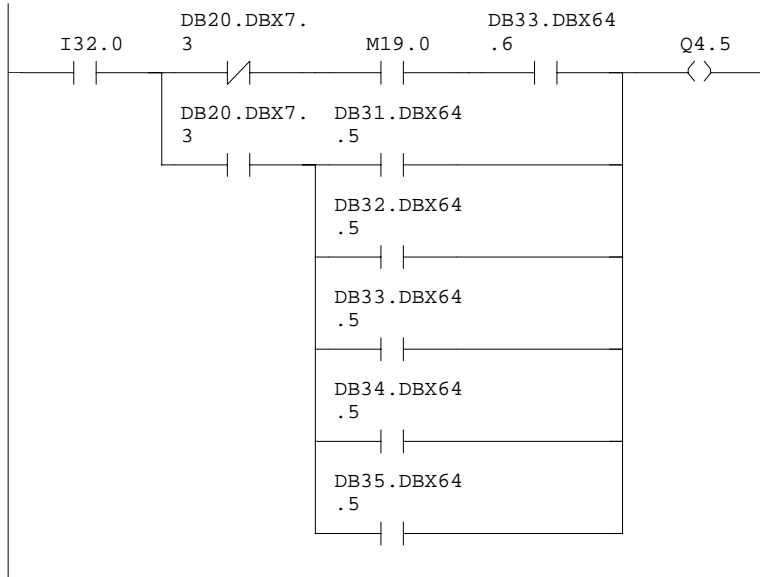 DB20.DBX7. DB33.DBX64
I32.0 3 M19.0 .6 Q4.5
DB20.DBX7. DB31.DBX64
3 .5
DB32.DBX64
.5
DB33.DBX64
.5
DB34.DBX64
.5
DB35.DBX64
.5